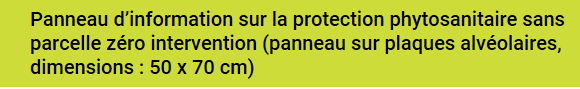 Panneau d’information sur la protection phytosanitaire sans
parcelle zéro intervention (panneau sur plaques alvéolaires,
dimensions : 50 x 70 cm)